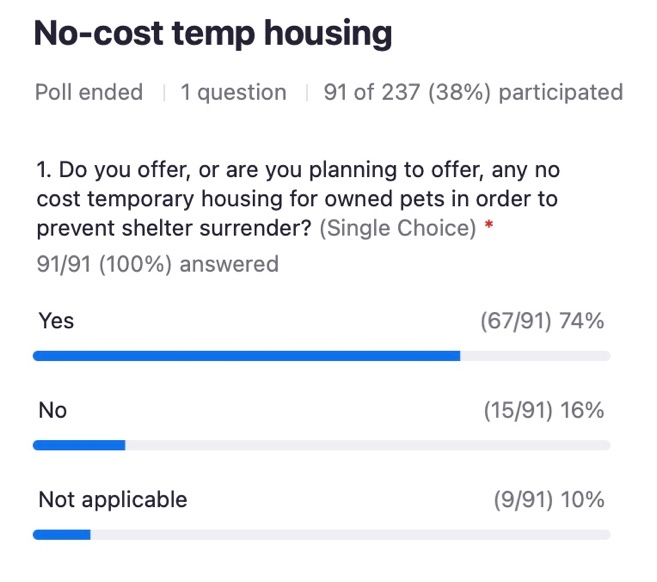 No-cost temp housing
Poll ended | 1 question | 91 of 237 (38%) participated
1. Do you offer, or are you planning to offer, any no
cost temporary housing for owned pets in order to
prevent shelter surrender? (Single Choice) *
91/91 (100%) answered
Yes (67/91) 74%
No (15/91) 16%
Not applicable (9/91) 10%